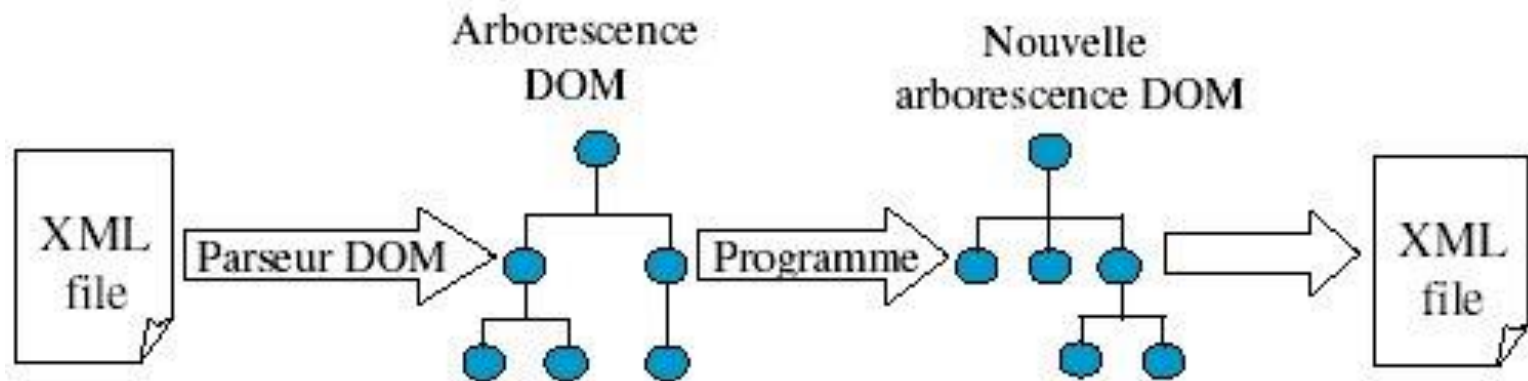 Arborescence
DOM
Nouvelle
arborescence DOM
XML
file
Parseur DOM
Programme
XML
file